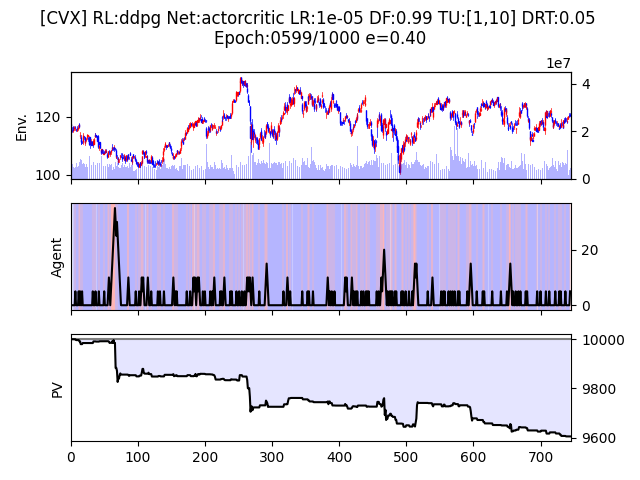 [CVX] RL:ddpg Net:actorcritic LR:1e-05 DF:0.99 TU:[1,10] DRT:0.05
Epoch:0599/1000 e=0.40
1e7
Env.
120
100
4
2
0
Agent
20
0
PV
10000
9800
9600
0 100 200 300 400 500 600 700